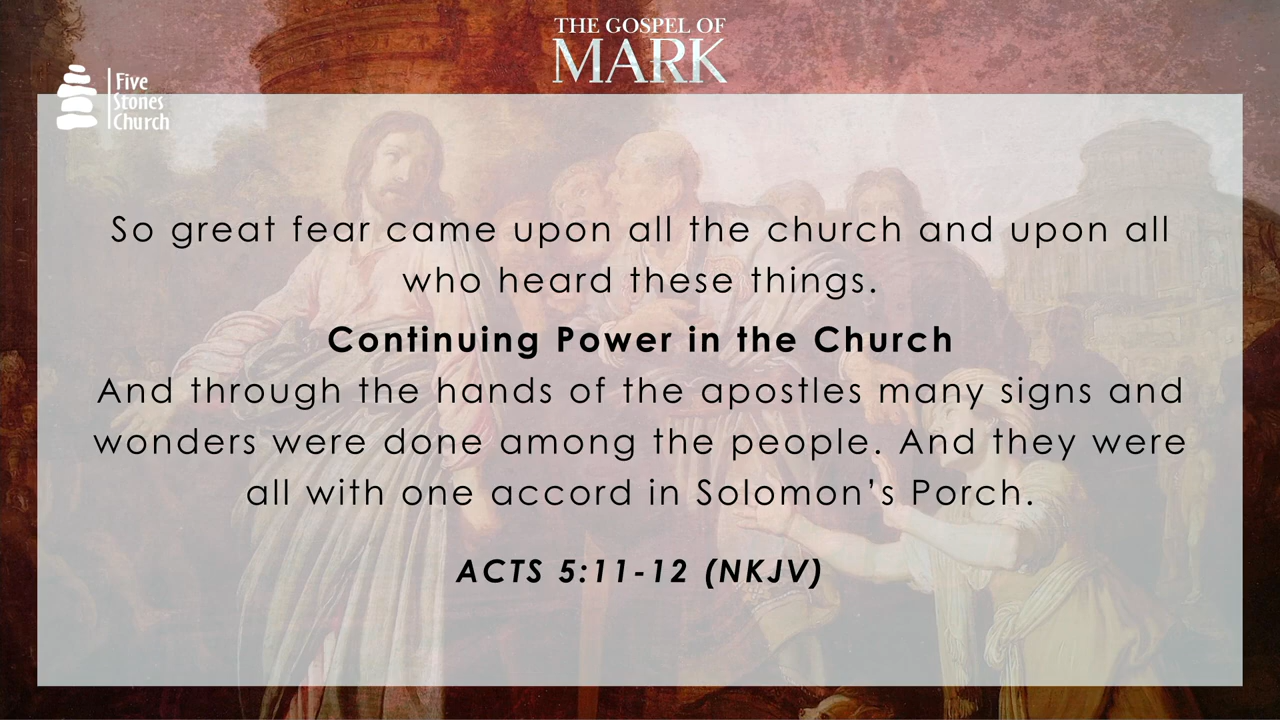 THE GOSPEL OF
MARK
Five
Stones
Church
So great fear came upon all the church and upon all
who heard these things.
Continuing Power in the Church
And through the hands of the apostles many signs and
wonders were done among the people. And they were
all with one accord in Solomon’s Porch.
ACTS 5:11-12 (NKJV)